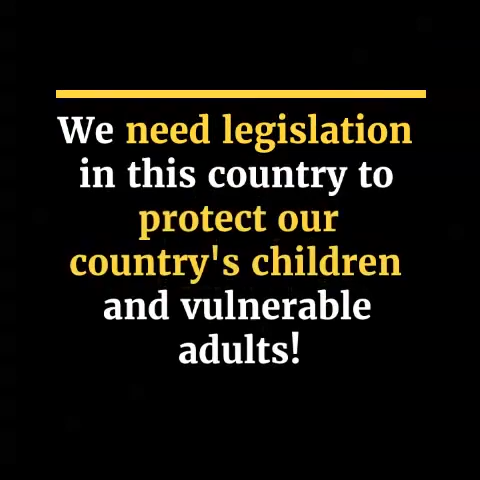 We need legislation
in this country to
protect our
country's children
and vulnerable
adults!